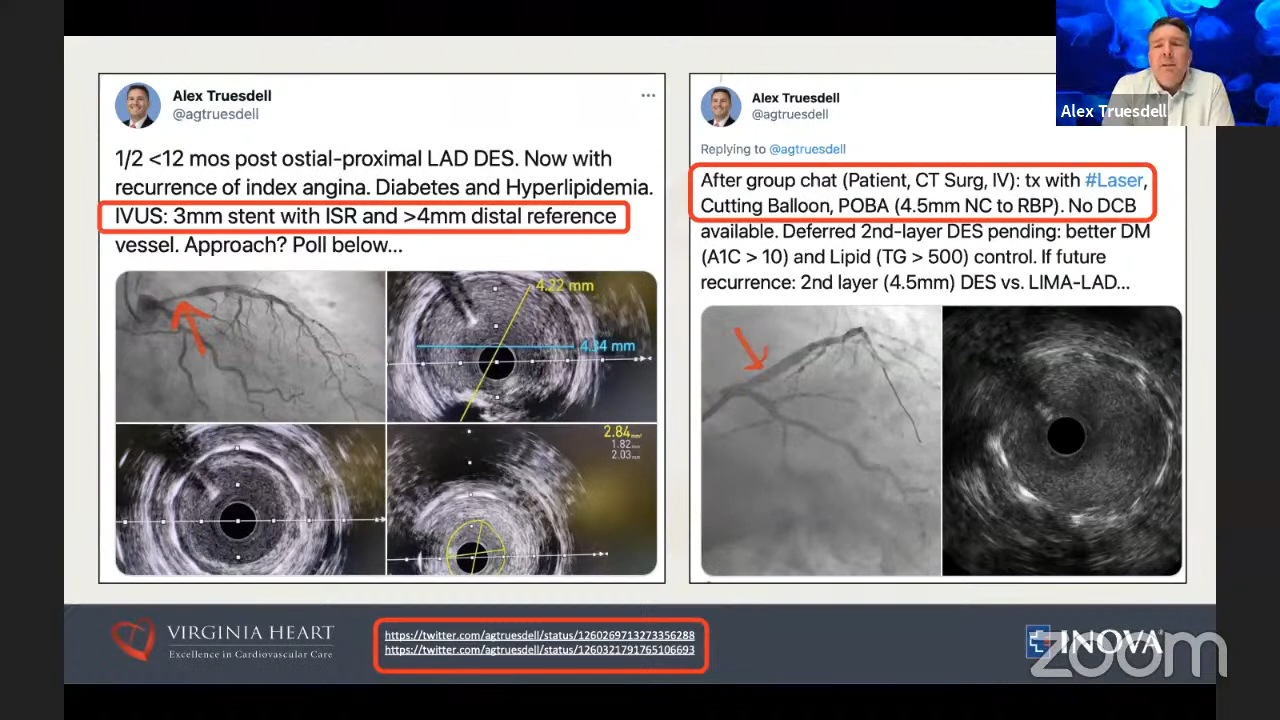 Alex Truesdell
@agtruesdell
1/2 <12 mos post ostial-proximal LAD DES. Now with
recurrence of index angina. Diabetes and Hyperlipidemia.
IVUS: 3mm stent with ISR and >4mm distal reference
vessel. Approach? Poll below...
4.22 mm
4.34 mm
2.84 mm²
1.82 mm
2.03 mm
Alex Truesdell
@agtruesdell
Replying to @agtruesdell
After group chat (Patient, CT Surg, IV): tx with #Laser,
Cutting Balloon, POBA (4.5mm NC to RBP). No DCB
available. Deferred 2nd-layer DES pending: better DM
(A1C > 10) and Lipid (TG > 500) control. If future
recurrence: 2nd layer (4.5mm) DES vs. LIMA-LAD...
Alex Truesdell
VIRGINIA HEART
Excellence in Cardiovascular Care
https://twitter.com/agtruesdell/status/1260269713273356288
https://twitter.com/agtruesdell/status/1260321791765106693
INOVA
zoom